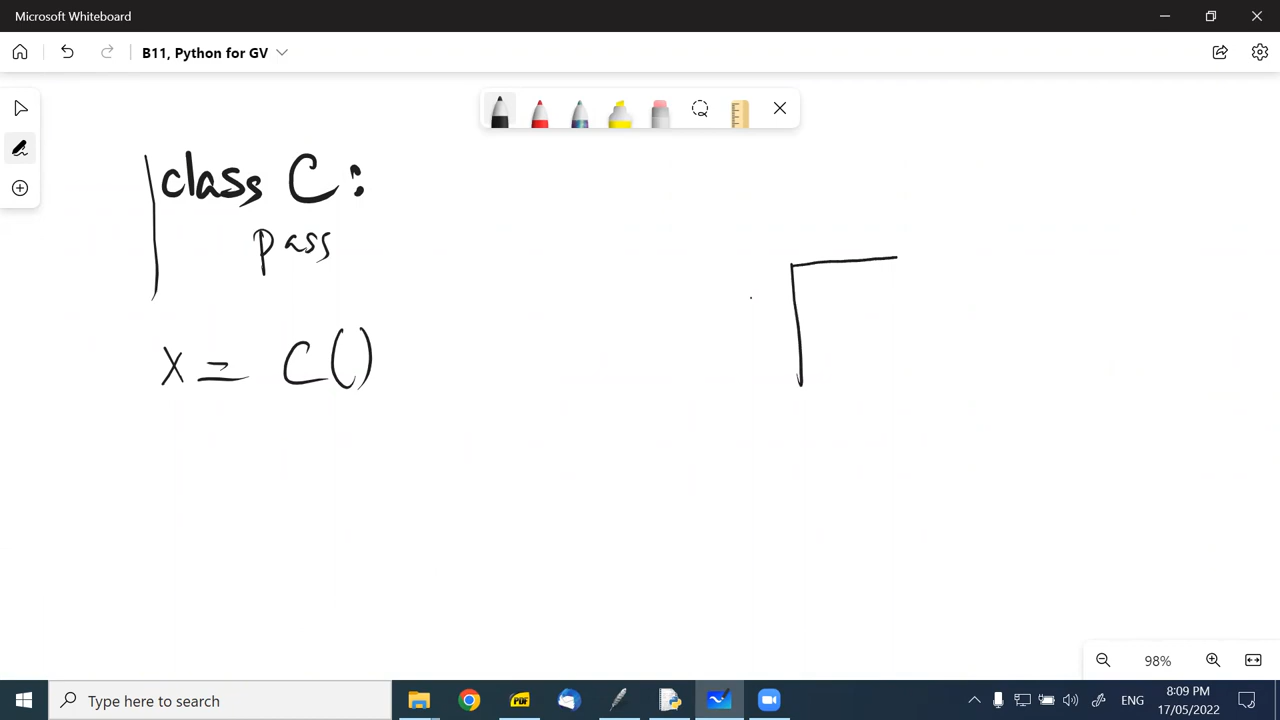 Microsoft Whiteboard
B11, Python for GV
class C:
pass
x = C()
98%
Type here to search
PDF
ENG
8:09 PM
17/05/2022